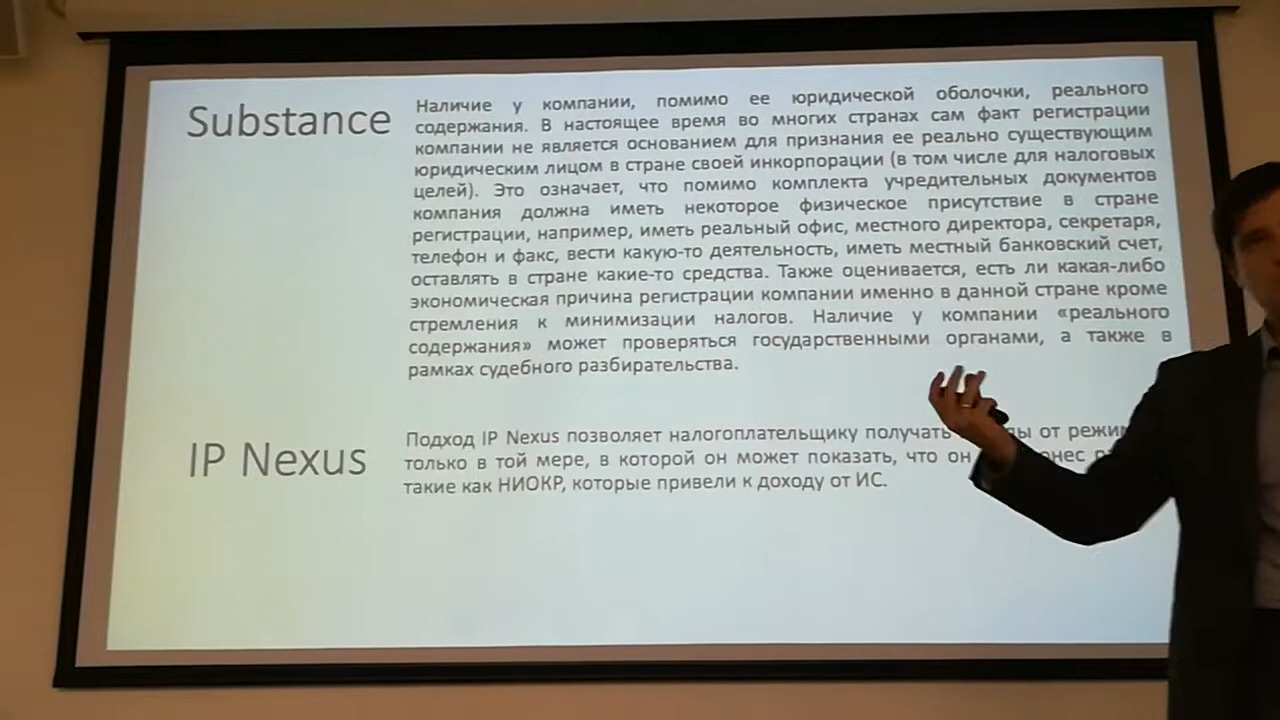 Substance
Наличие у компании, помимо ее юридической оболочки, реального
содержания. В настоящее время во многих странах сам факт регистрации
компании не является основанием для признания ее реально существующим
юридическим лицом в стране своей инкорпорации (в том числе для налоговых
целей). Это означает, что помимо комплекта учредительных документов
компания должна иметь некоторое физическое присутствие в стране
регистрации, например, иметь реальный офис, местного директора, секретаря,
телефон и факс, вести какую-то деятельность, иметь местный банковский счет,
оставлять в стране какие-то средства. Также оценивается, есть ли какая-либо
экономическая причина регистрации компании именно в данной стране кроме
стремления к минимизации налогов. Наличие у компании «реального
содержания» может проверяться государственными органами, а также в
рамках судебного разбирательства.
IP Nexus
Подход IP Nexus позволяет налогоплательщику получать от
только в той мере, в которой он может показать, что он
такие как НИОКР, которые привели к доходу от ИС.